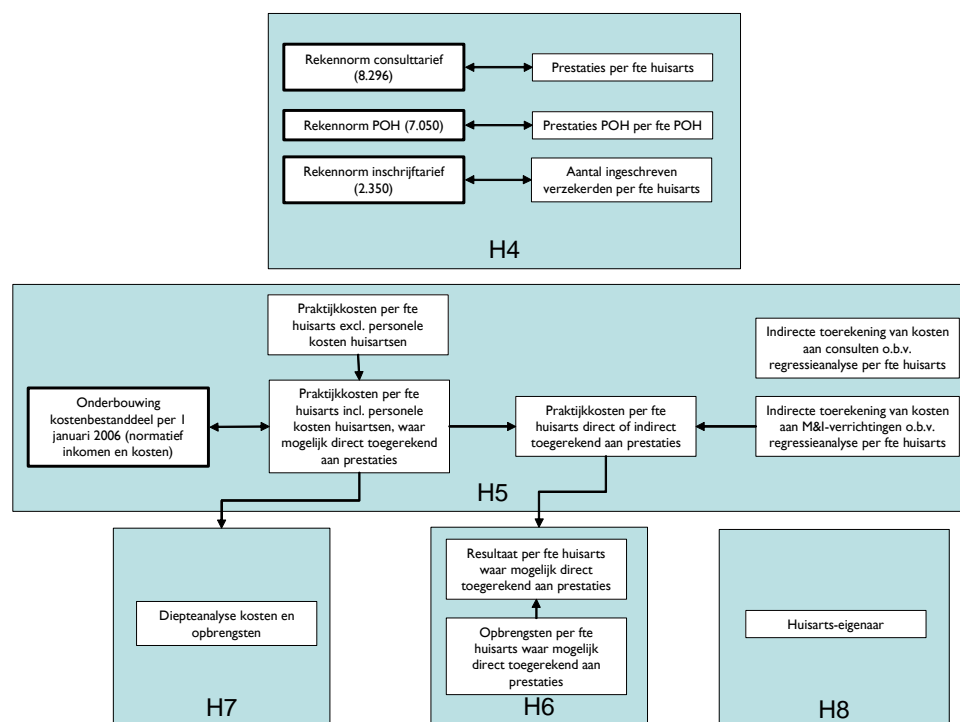 Rekennorm consulttarief
(8.296)
Prestaties per fte huisarts
Rekennorm POH (7.050)
Prestaties POH per fte POH
Rekennorm inschrijftarief
(2.350)
Aantal ingeschreven
verzekerden per fte huisarts
H4
Praktijkkosten per fte
huisarts excl. personele
kosten huisartsen
Indirecte toerekening van kosten
aan consulten o.b.v.
regressieanalyse per fte huisarts
Onderbouwing
kostenbestanddeel per 1
januari 2006 (normatief
inkomen en kosten)
Praktijkkosten per fte
huisarts incl. personele
kosten huisartsen, waar
mogelijk direct toegerekend
aan prestaties
Praktijkkosten per fte
huisarts direct of indirect
toegerekend aan prestaties
Indirecte toerekening van kosten
aan M&I-verrichtingen o.b.v.
regressieanalyse per fte huisarts
H5
Diepteanalyse kosten en
opbrengsten
H7
Resultaat per fte huisarts
waar mogelijk direct
toegerekend aan prestaties
Opbrengsten per fte
huisarts waar mogelijk
direct toegerekend aan
prestaties
H6
Huisarts-eigenaar
H8